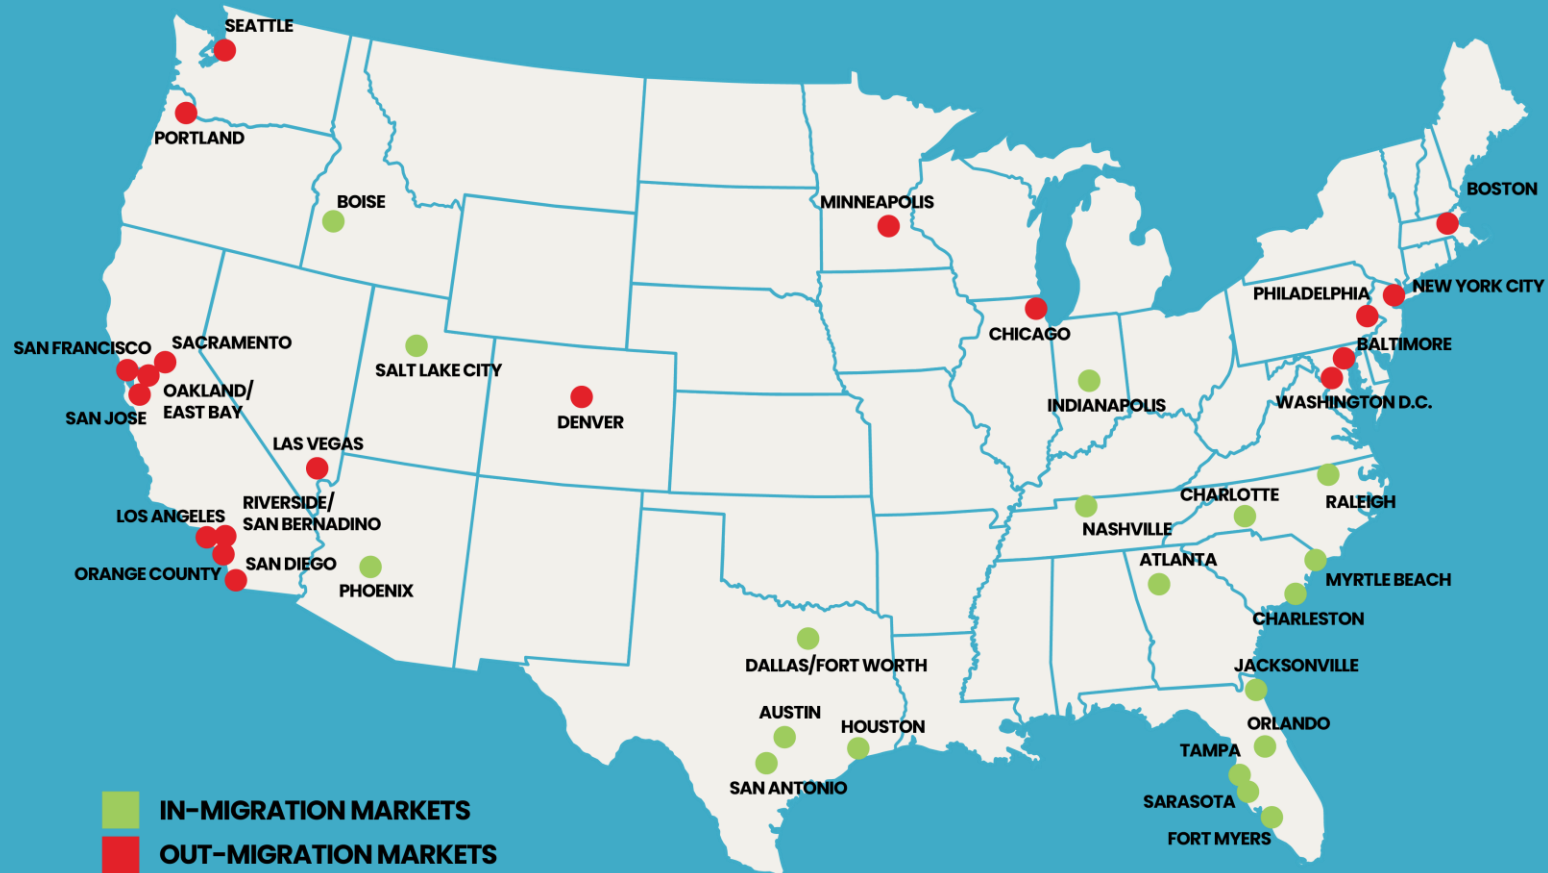 SEATTLE
PORTLAND
BOISE
MINNEAPOLIS
BOSTON
NEW YORK CITY
PHILADELPHIA
CHICAGO
BALTIMORE
WASHINGTON D.C.
SAN FRANCISCO
SACRAMENTO
OAKLAND/
EAST BAY
SAN JOSE
SALT LAKE CITY
DENVER
INDIANAPOLIS
LAS VEGAS
RIVERSIDE/
SAN BERNADINO
LOS ANGELES
SAN DIEGO
ORANGE COUNTY
PHOENIX
CHARLOTTE
RALEIGH
NASHVILLE
ATLANTA
MYRTLE BEACH
CHARLESTON
DALLAS/FORT WORTH
JACKSONVILLE
AUSTIN
HOUSTON
SAN ANTONIO
ORLANDO
TAMPA
SARASOTA
FORT MYERS
IN-MIGRATION MARKETS
OUT-MIGRATION MARKETS